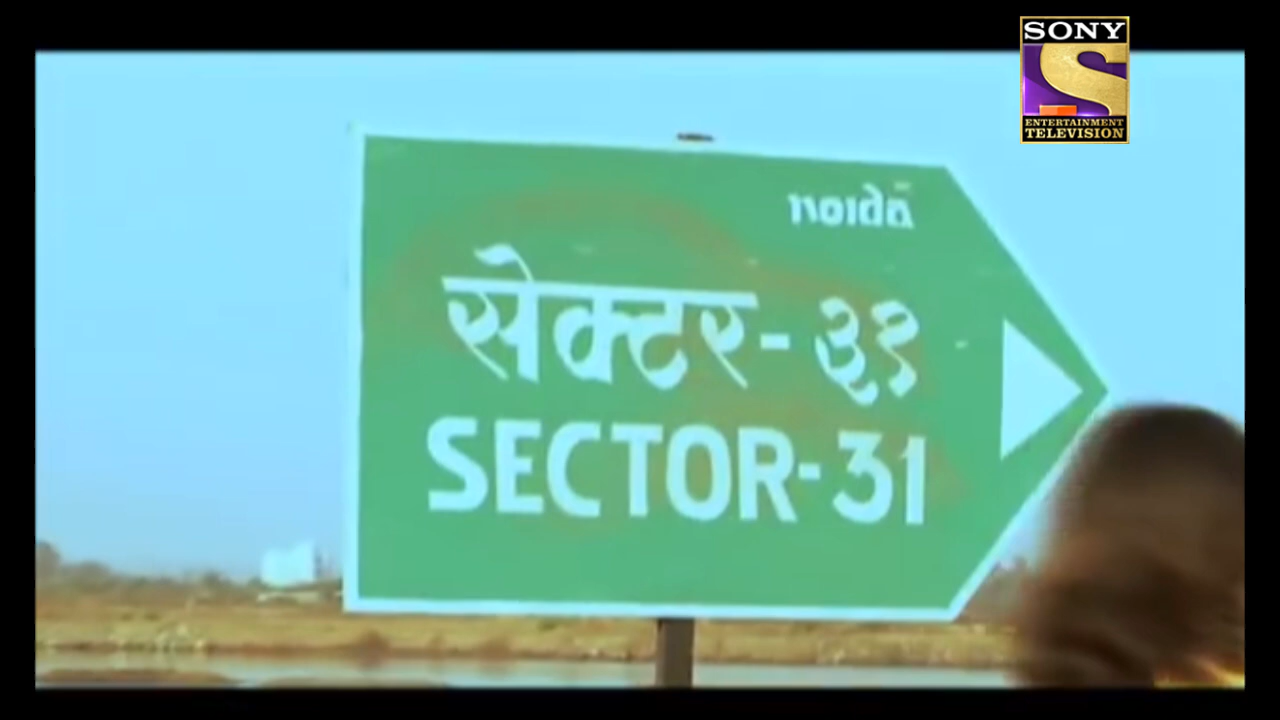 SONY
ENTERTAINMENT
TELEVISION
noida
सेक्टर - ३१
SECTOR - 31